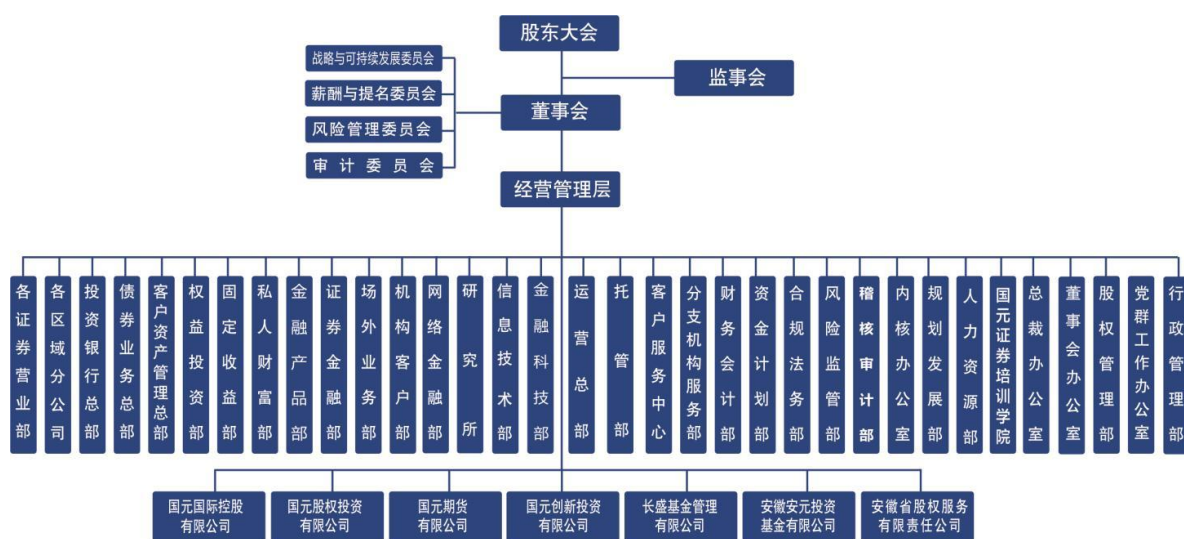 股东大会
战略与可持续发展委员会
监事会
薪酬与提名委员会
董事会
风险管理委员会
审计委员会
经营管理层
各证券营业部
各区域分公司
投资银行总部
债券业务总部
客户资产管理总部
权益投资部
固定收益部
私人财富部
金融产品部
证券金融部
场外业务部
机构客户部
网络金融部
研究所
信息技术部
金融科技部
运营总部
托管部
客户服务中心
分支机构服务部
财务会计部
资金计划部
合规法务部
风险监管部
稽核审计部
内核办公室
规划发展部
人力资源部
国元证券培训学院
总裁办公室
董事会办公室
股权管理部
党群工作办公室
行政管理部
国元国际控股
有限公司
国元股权投资
有限公司
国元期货
有限公司
国元创新投资
有限公司
长盛基金管理
有限公司
安徽安元投资
基金有限公司
安徽省股权服务
有限责任公司